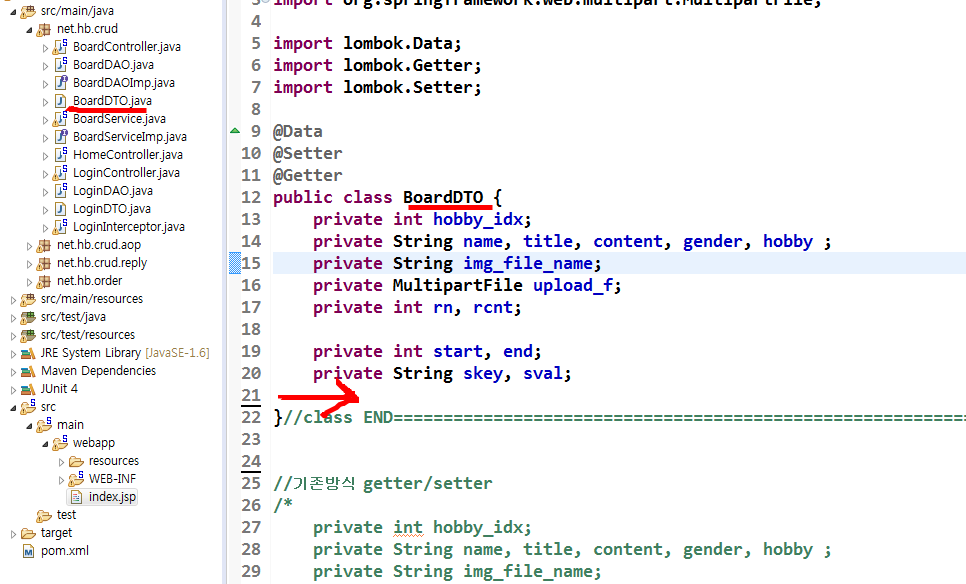 src/main/java
net.hb.crud
BoardController.java
BoardDAO.java
BoardDAOImp.java
BoardDTO.java
BoardService.java
BoardServiceImp.java
HomeController.java
LoginController.java
LoginDAO.java
LoginDTO.java
LoginInterceptor.java
net.hb.crud.aop
net.hb.crud.reply
net.hb.order
src/main/resources
src/test/java
src/test/resources
JRE System Library [JavaSE-1.6]
Maven Dependencies
JUnit 4
src
main
webapp
resources
WEB-INF
index.jsp
test
target
pom.xml
3 import org.springframework.web.multipart.MultipartFile;
4
5 import lombok.Data;
6 import lombok.Getter;
7 import lombok.Setter;
8
9 @Data
10 @Setter
11 @Getter
12 public class BoardDTO {
13 private int hobby_idx;
14 private String name, title, content, gender, hobby ;
15 private String img_file_name;
16 private MultipartFile upload_f;
17 private int rn, rcnt;
18
19 private int start, end;
20 private String skey, sval;
21
22 }//class END==========================================================
23
24
25 //기존방식 getter/setter
26 /*
27 private int hobby_idx;
28 private String name, title, content, gender, hobby ;
29 private String img_file_name;